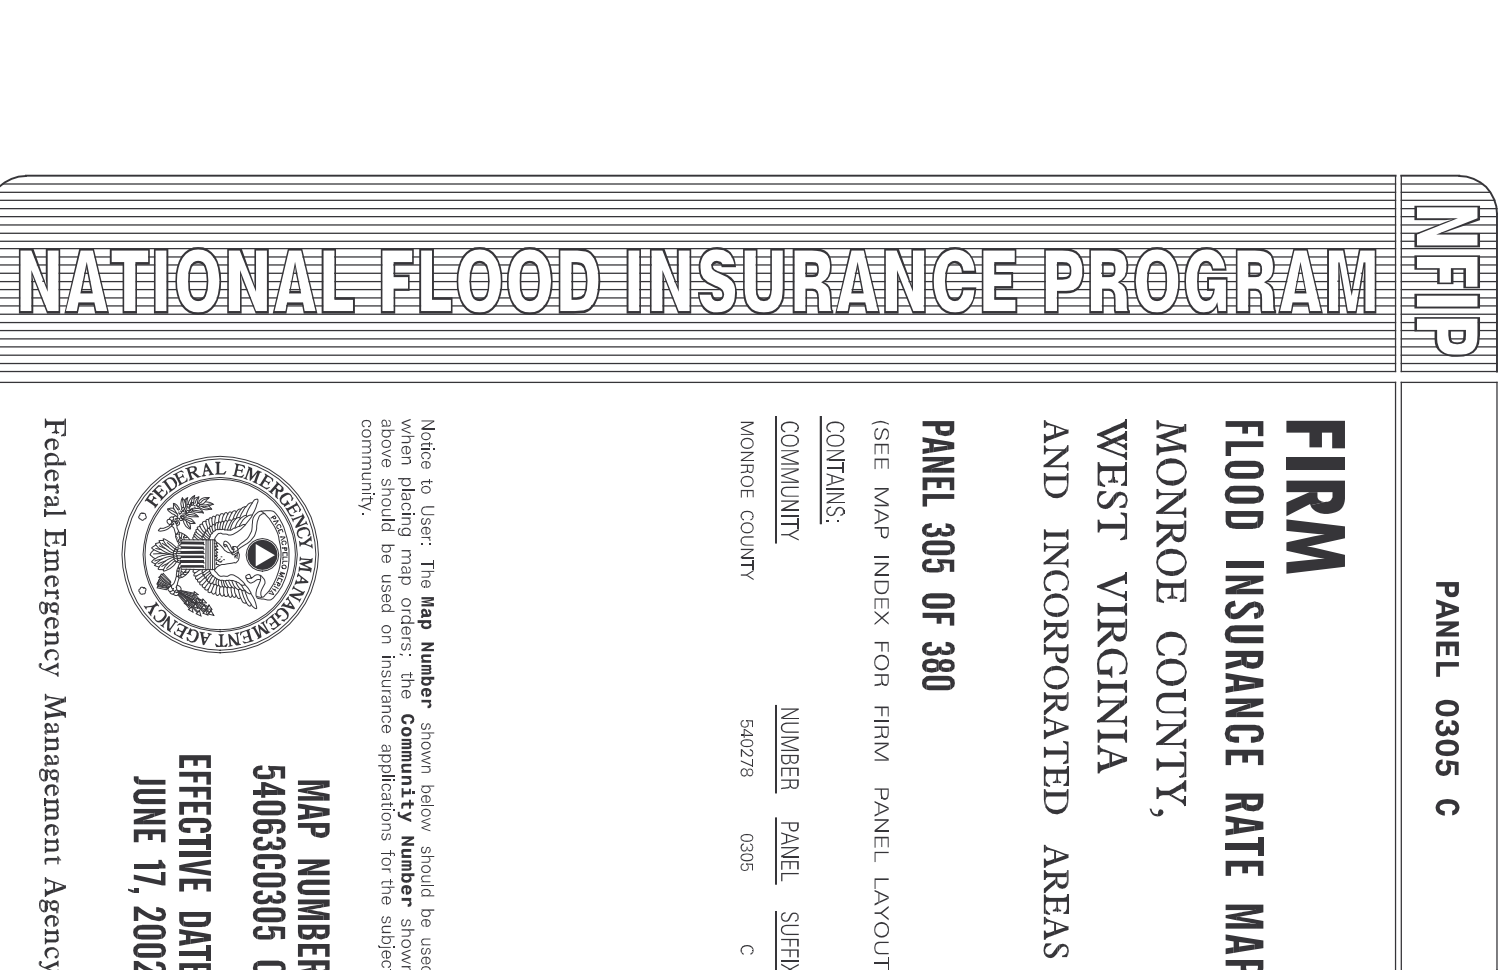 NATIONAL FLOOD INSURANCE PROGRAM
NFIP
PANEL 0305 C
FIRM
FLOOD INSURANCE RATE MAP
MONROE COUNTY,
WEST VIRGINIA
AND INCORPORATED AREAS
PANEL 305 OF 380
(SEE MAP INDEX FOR FIRM PANEL LAYOUT
CONTAINS:
COMMUNITY NUMBER PANEL SUFFIX
MONROE COUNTY 540278 0305 C
Notice to User: The Map Number shown below should be used
when placing map orders; the Community Number shown
above should be used on insurance applications for the subject
community.
MAP NUMBER
54063C0305 C
EFFECTIVE DATE
JUNE 17, 2002
FEDERAL EMERGENCY MANAGEMENT AGENCY
Federal Emergency Management Agency